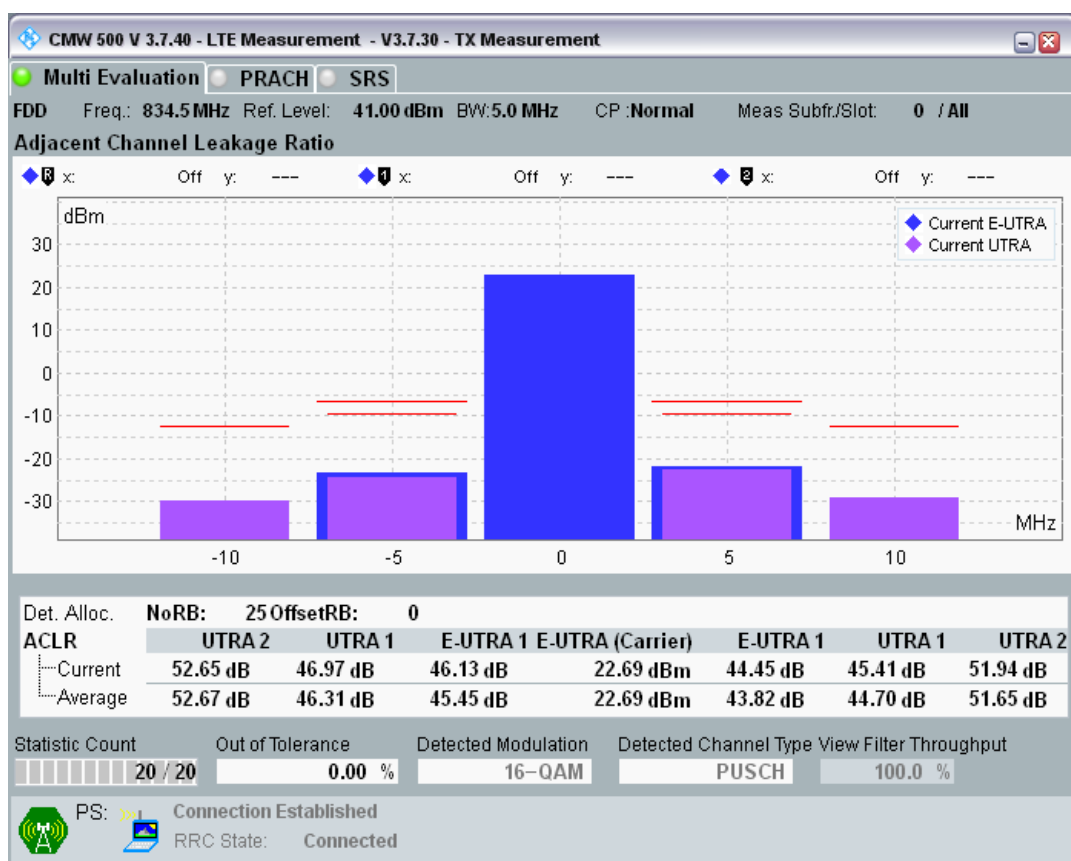 CMW 500 V 3.7.40 - LTE Measurement - V3.7.30 - TX Measurement
Multi Evaluation PRACH SRS
FDD Freq.: 834.5 MHz Ref. Level: 41.00 dBm BW:5.0 MHz CP :Normal Meas Subfr./Slot: 0 / All
Adjacent Channel Leakage Ratio
R x: Off y: --- 1 x: Off y: --- 2 x: Off y: ---
dBm
Current E-UTRA
Current UTRA
30
20
10
0
-10
-20
-30
MHz
-10 -5 0 5 10
Det. Alloc. NoRB: 25 OffsetRB: 0
ACLR UTRA 2 UTRA 1 E-UTRA 1 E-UTRA (Carrier) E-UTRA 1 UTRA 1 UTRA 2
Current 52.65 dB 46.97 dB 46.13 dB 22.69 dBm 44.45 dB 45.41 dB 51.94 dB
Average 52.67 dB 46.31 dB 45.45 dB 22.69 dBm 43.82 dB 44.70 dB 51.65 dB
Statistic Count Out of Tolerance Detected Modulation Detected Channel Type View Filter Throughput
20 / 20 0.00 % 16-QAM PUSCH 100.0 %
PS: Connection Established
RRC State: Connected